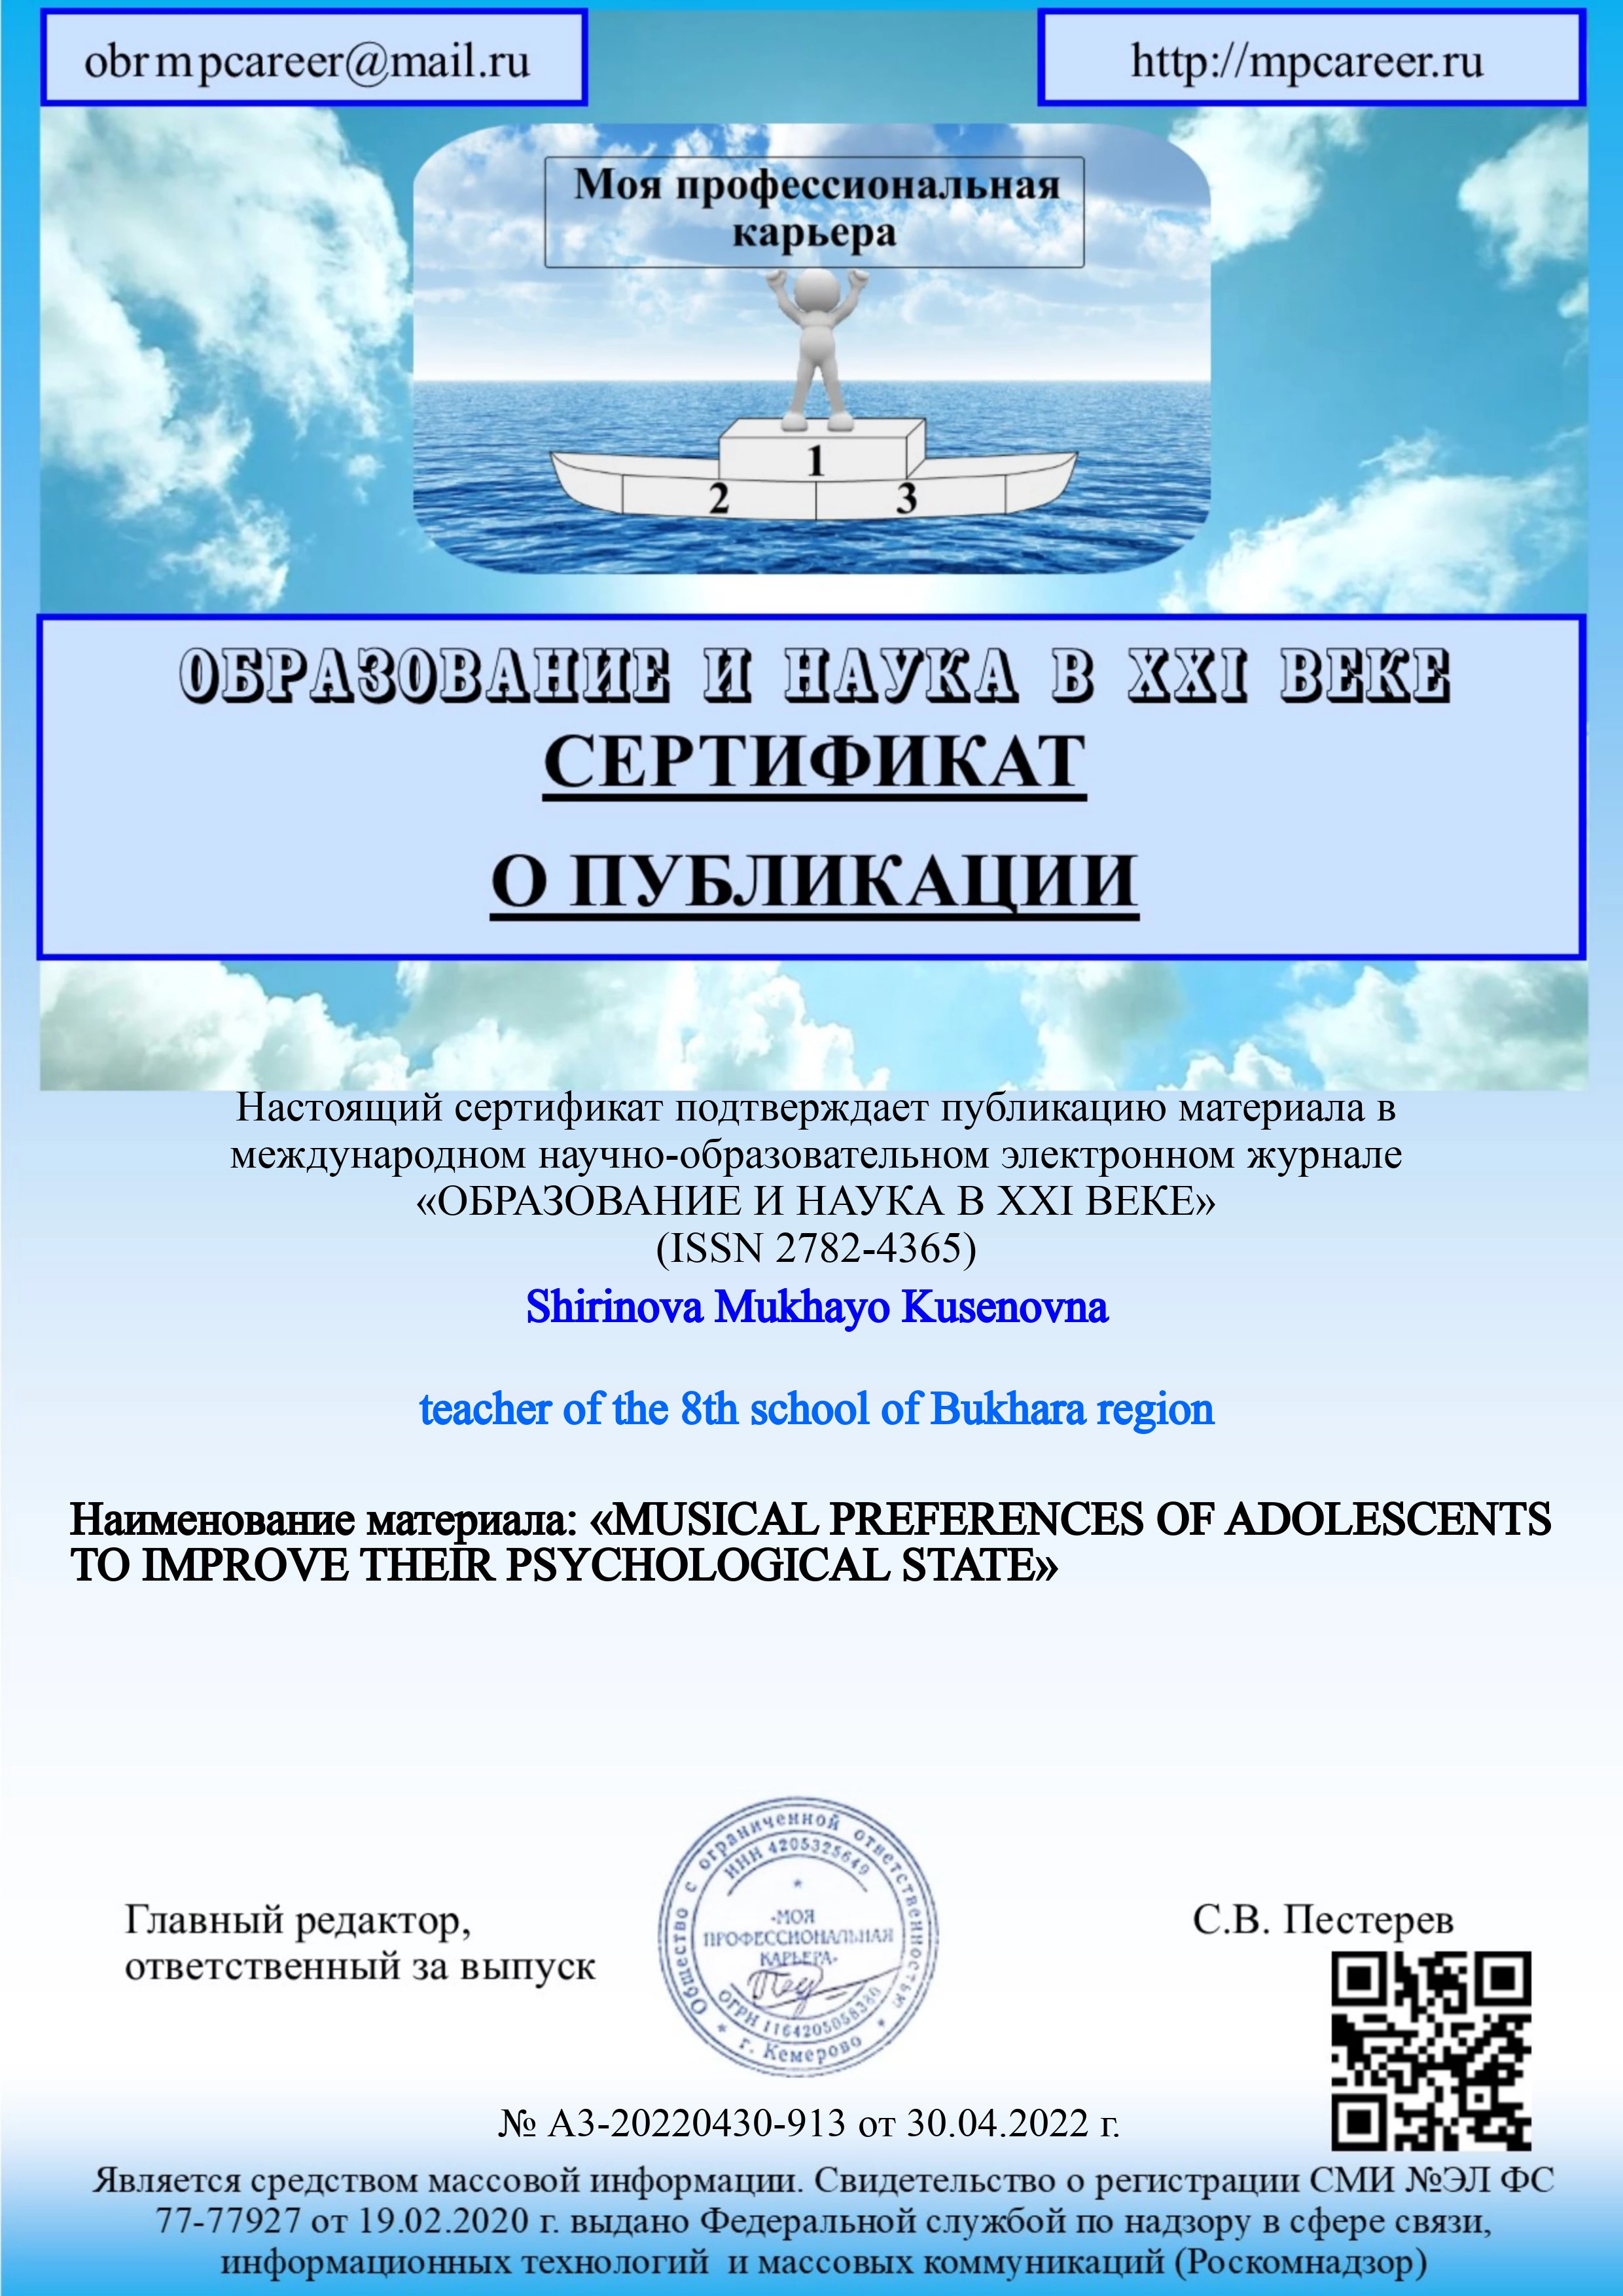 obrmpcareer@mail.ru
http://mpcareer.ru
Моя профессиональная
карьера
1
2
3
ОБРАЗОВАНИЕ И НАУКА В XXI ВЕКЕ
СЕРТИФИКАТ
О ПУБЛИКАЦИИ
Настоящий сертификат подтверждает публикацию материала в
международном научно-образовательном электронном журнале
«ОБРАЗОВАНИЕ И НАУКА В XXI ВЕКЕ»
(ISSN 2782-4365)
Shirinova Mukhayo Kusenovna
teacher of the 8th school of Bukhara region
Наименование материала: «MUSICAL PREFERENCES OF ADOLESCENTS
TO IMPROVE THEIR PSYCHOLOGICAL STATE»
Главный редактор,
ответственный за выпуск
Общество с ограниченной ответственностью
ИНН 4205325649
«МОЯ
ПРОФЕССИОНАЛЬНАЯ
КАРЬЕРА»
ОГРН 1164205058380
г. Кемерово
С.В. Пестерев
№ А3-20220430-913 от 30.04.2022 г.
Является средством массовой информации. Свидетельство о регистрации СМИ №ЭЛ ФС
77-77927 от 19.02.2020 г. выдано Федеральной службой по надзору в сфере связи,
информационных технологий и массовых коммуникаций (Роскомнадзор)